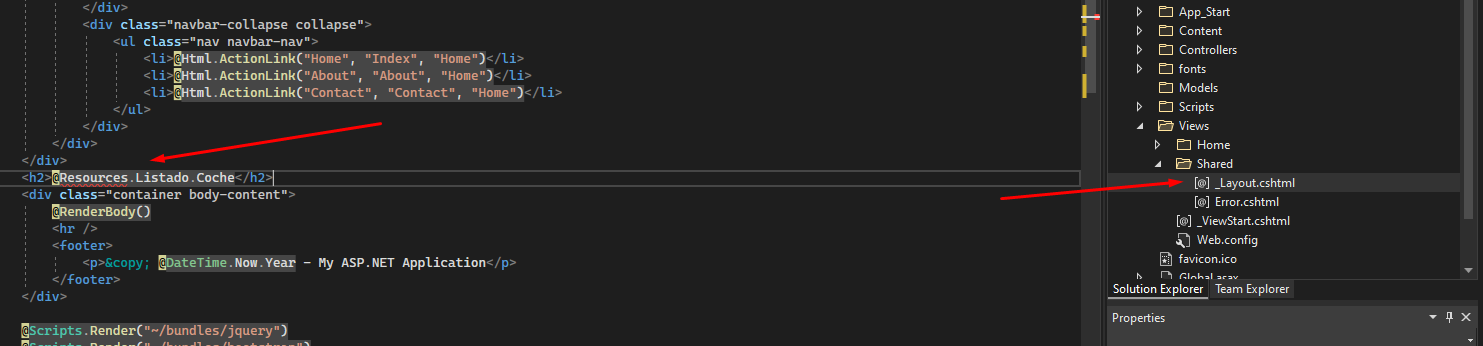 </div>
<div class="navbar-collapse collapse">
<ul class="nav navbar-nav">
<li>@Html.ActionLink("Home", "Index", "Home")</li>
<li>@Html.ActionLink("About", "About", "Home")</li>
<li>@Html.ActionLink("Contact", "Contact", "Home")</li>
</ul>
</div>
</div>
</div>
<h2>@Resources.Listado.Coche</h2>
<div class="container body-content">
@RenderBody()
<hr />
<footer>
<p>&copy; @DateTime.Now.Year - My ASP.NET Application</p>
</footer>
</div>
@Scripts.Render("~/bundles/jquery")
@Scripts.Render("~/bundles/bootstrap")
App_Start
Content
Controllers
fonts
Models
Scripts
Views
Home
Shared
[@] _Layout.cshtml
[@] Error.cshtml
[@] _ViewStart.cshtml
Web.config
favicon.ico
Global.asax
Solution Explorer Team Explorer
Properties